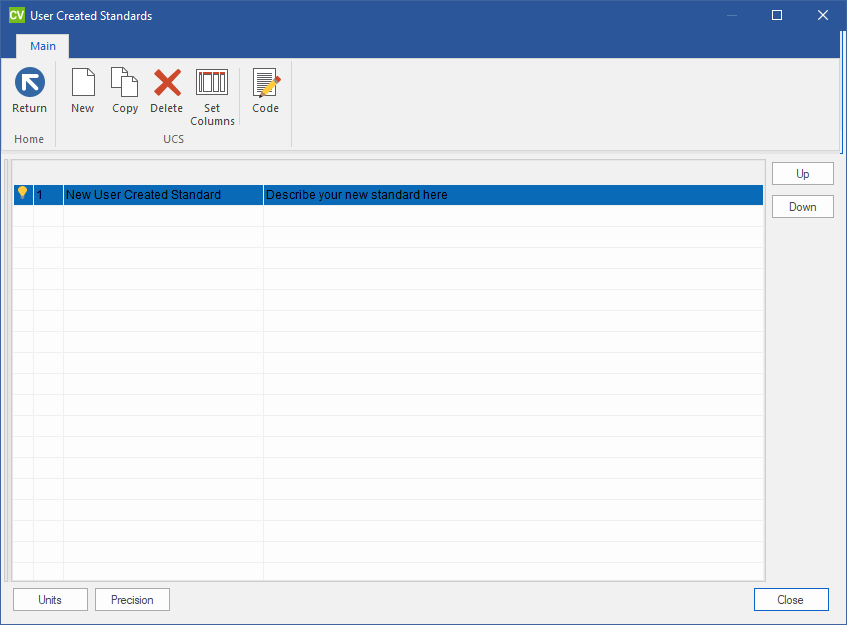 CV User Created Standards
Main
Return
New
Copy
Delete
Set
Columns
Code
Home
UCS
1 New User Created Standard Describe your new standard here
Up
Down
Units
Precision
Close